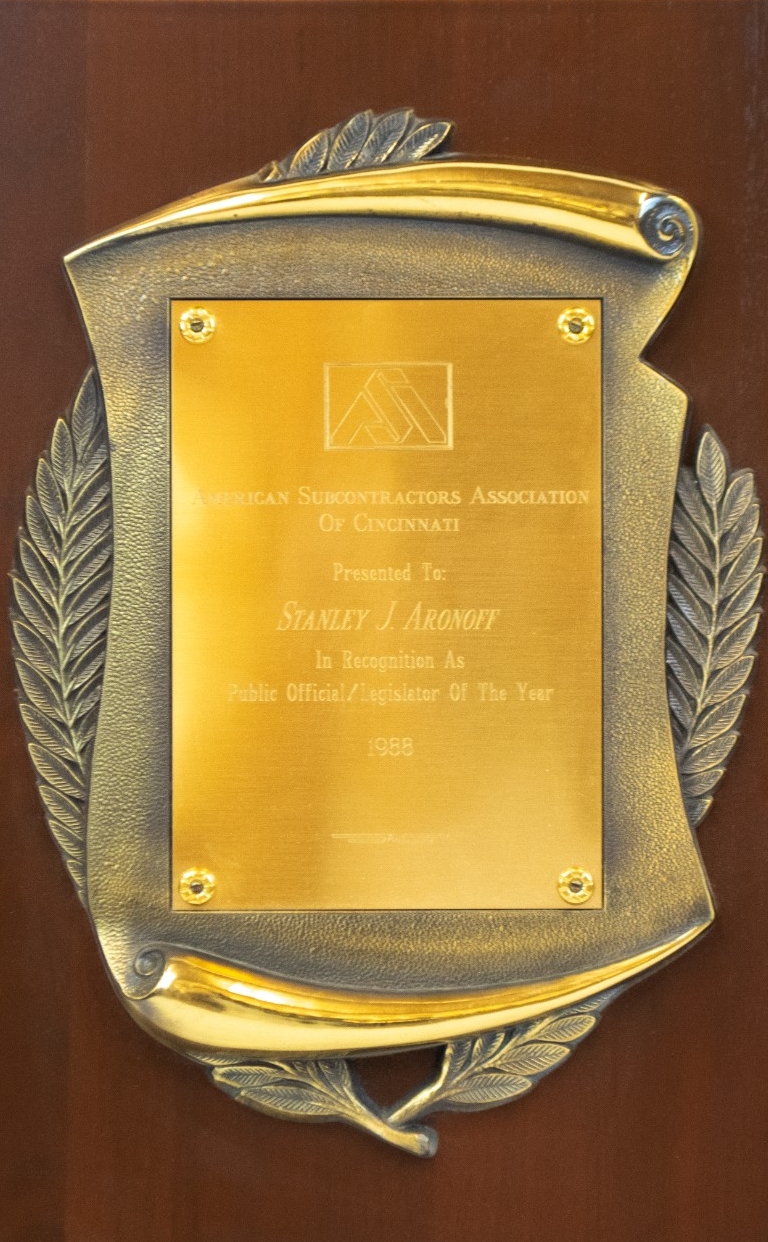 ASA
AMERICAN SUBCONTRACTORS ASSOCIATION
OF CINCINNATI
Presented To:
STANLEY J. ARONOFF
In Recognition As
Public Official/Legislator Of The Year
1988